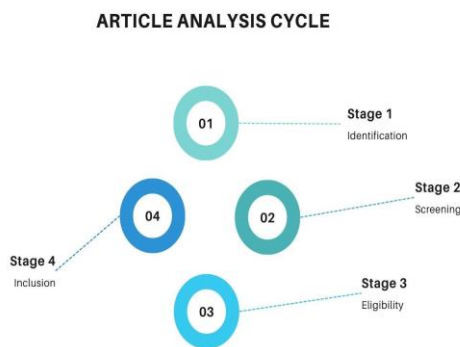 ARTICLE ANALYSIS CYCLE
01
Stage 1
Identification
04
02
Stage 2
Screening
Stage 4
Inclusion
03
Stage 3
Eligibility